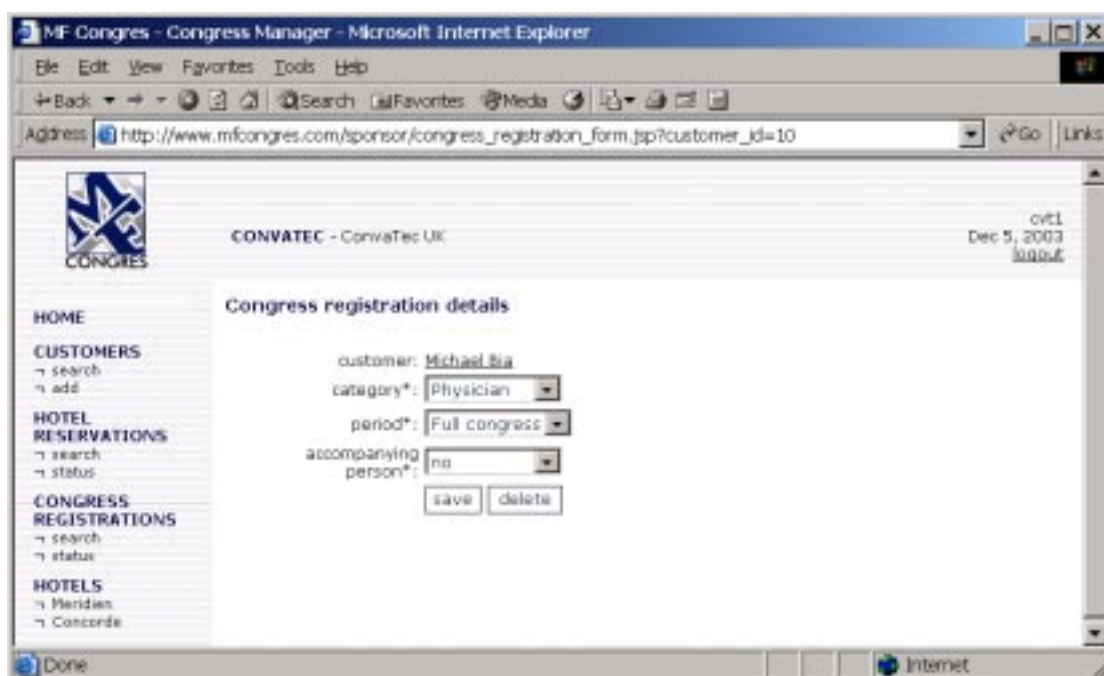 MF Congres - Congress Manager - Microsoft Internet Explorer
File Edit View Favorites Tools Help
Back Search Favorites Media
Address http://www.mfcongres.com/sponsor/congress_registration_form.jsp?customer_id=10 Go Links
CONGRES
CONVATEC - ConvaTec UK
cvt1
Dec 5, 2003
logout
HOME
CUSTOMERS
search
add
HOTEL
RESERVATIONS
search
status
CONGRESS
REGISTRATIONS
search
status
HOTELS
Meridien
Concorde
Congress registration details
customer: Michael Bia
category*: Physician
period*: Full congress
accompanying
person*: no
save delete
Done Internet